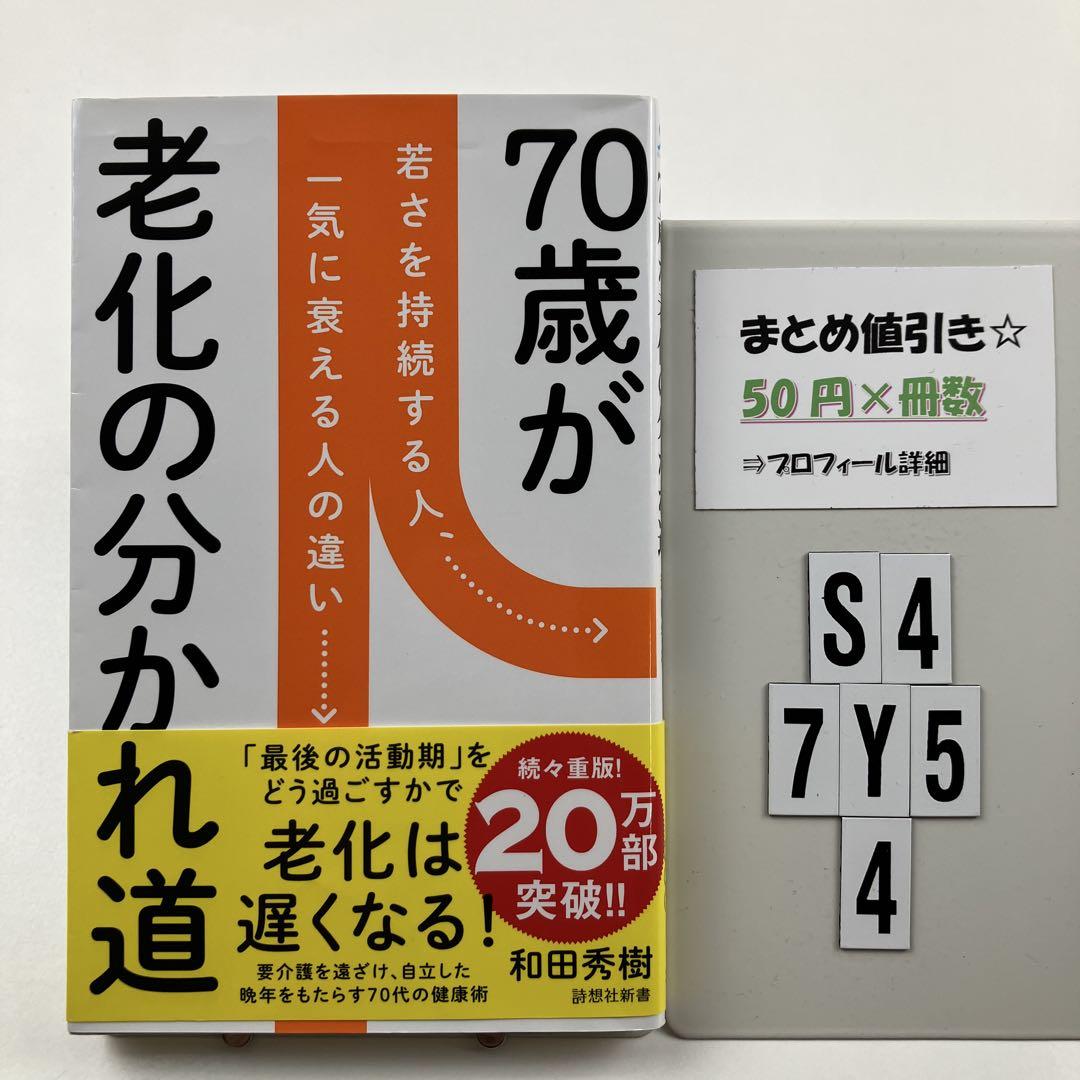 70歳が
老化の分かれ道
若さを持続する人、
一気に衰える人の違い
「最後の活動期」を
どう過ごすかで
老化は
遅くなる!
要介護を遠ざけ、自立した
晩年をもたらす70代の健康術
続々重版!
20万部
突破!!
和田秀樹
詩想社新書
まとめ値引き☆
50円×冊数
⇒プロフィール詳細
S4
7Y5
4